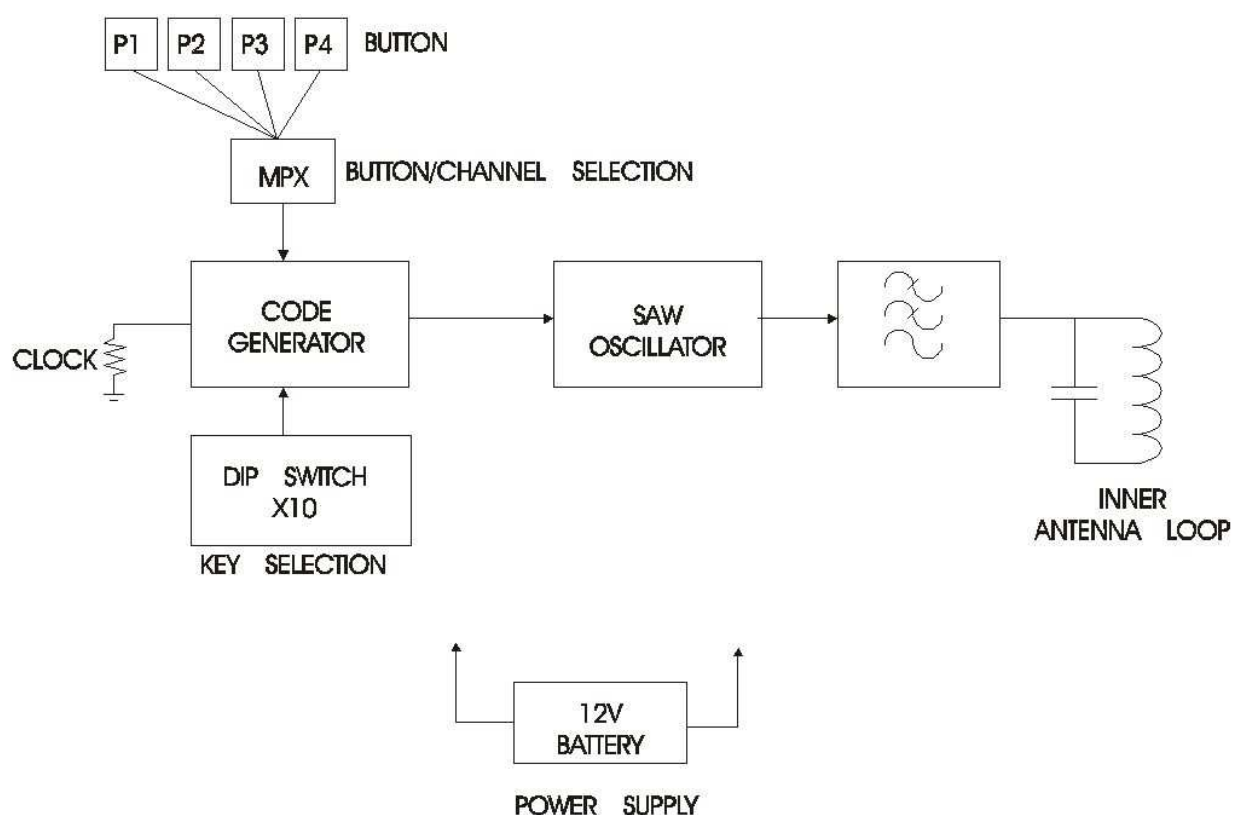 P1 P2 P3 P4 BUTTON
MPX
BUTTON/CHANNEL SELECTION
CODE
GENERATOR
SAW
OSCILLATOR
CLOCK
DIP SWITCH
X10
KEY SELECTION
INNER
ANTENNA LOOP
12V
BATTERY
POWER SUPPLY